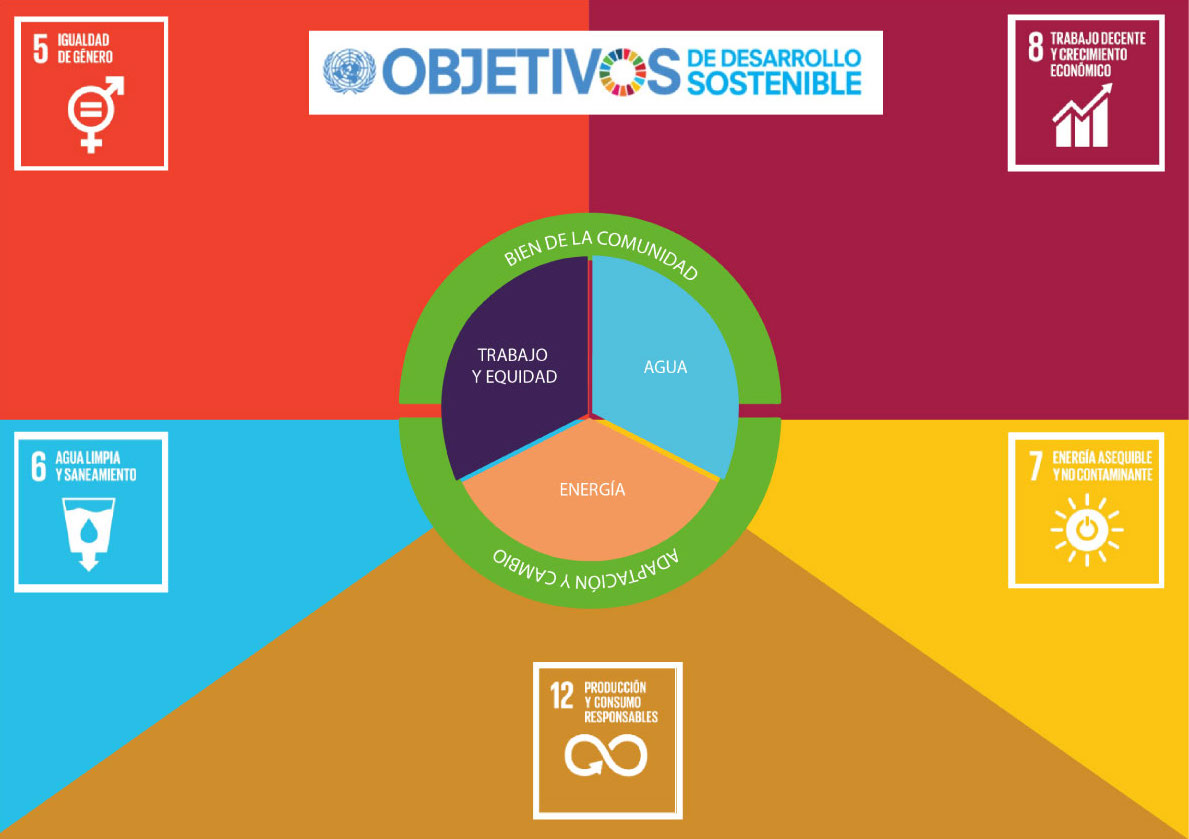 5 IGUALDAD
DE GÉNERO
OBJETIVOS
DE DESARROLLO
SOSTENIBLE
8 TRABAJO DECENTE
Y CRECIMIENTO
ECONÓMICO
BIEN DE LA COMUNIDAD
TRABAJO
Y EQUIDAD
AGUA
ENERGÍA
ADAPTACIÓN Y CAMBIO
6 AGUA LIMPIA
Y SANEAMIENTO
7 ENERGÍA ASEQUIBLE
Y NO CONTAMINANTE
12 PRODUCCIÓN
Y CONSUMO
RESPONSABLES